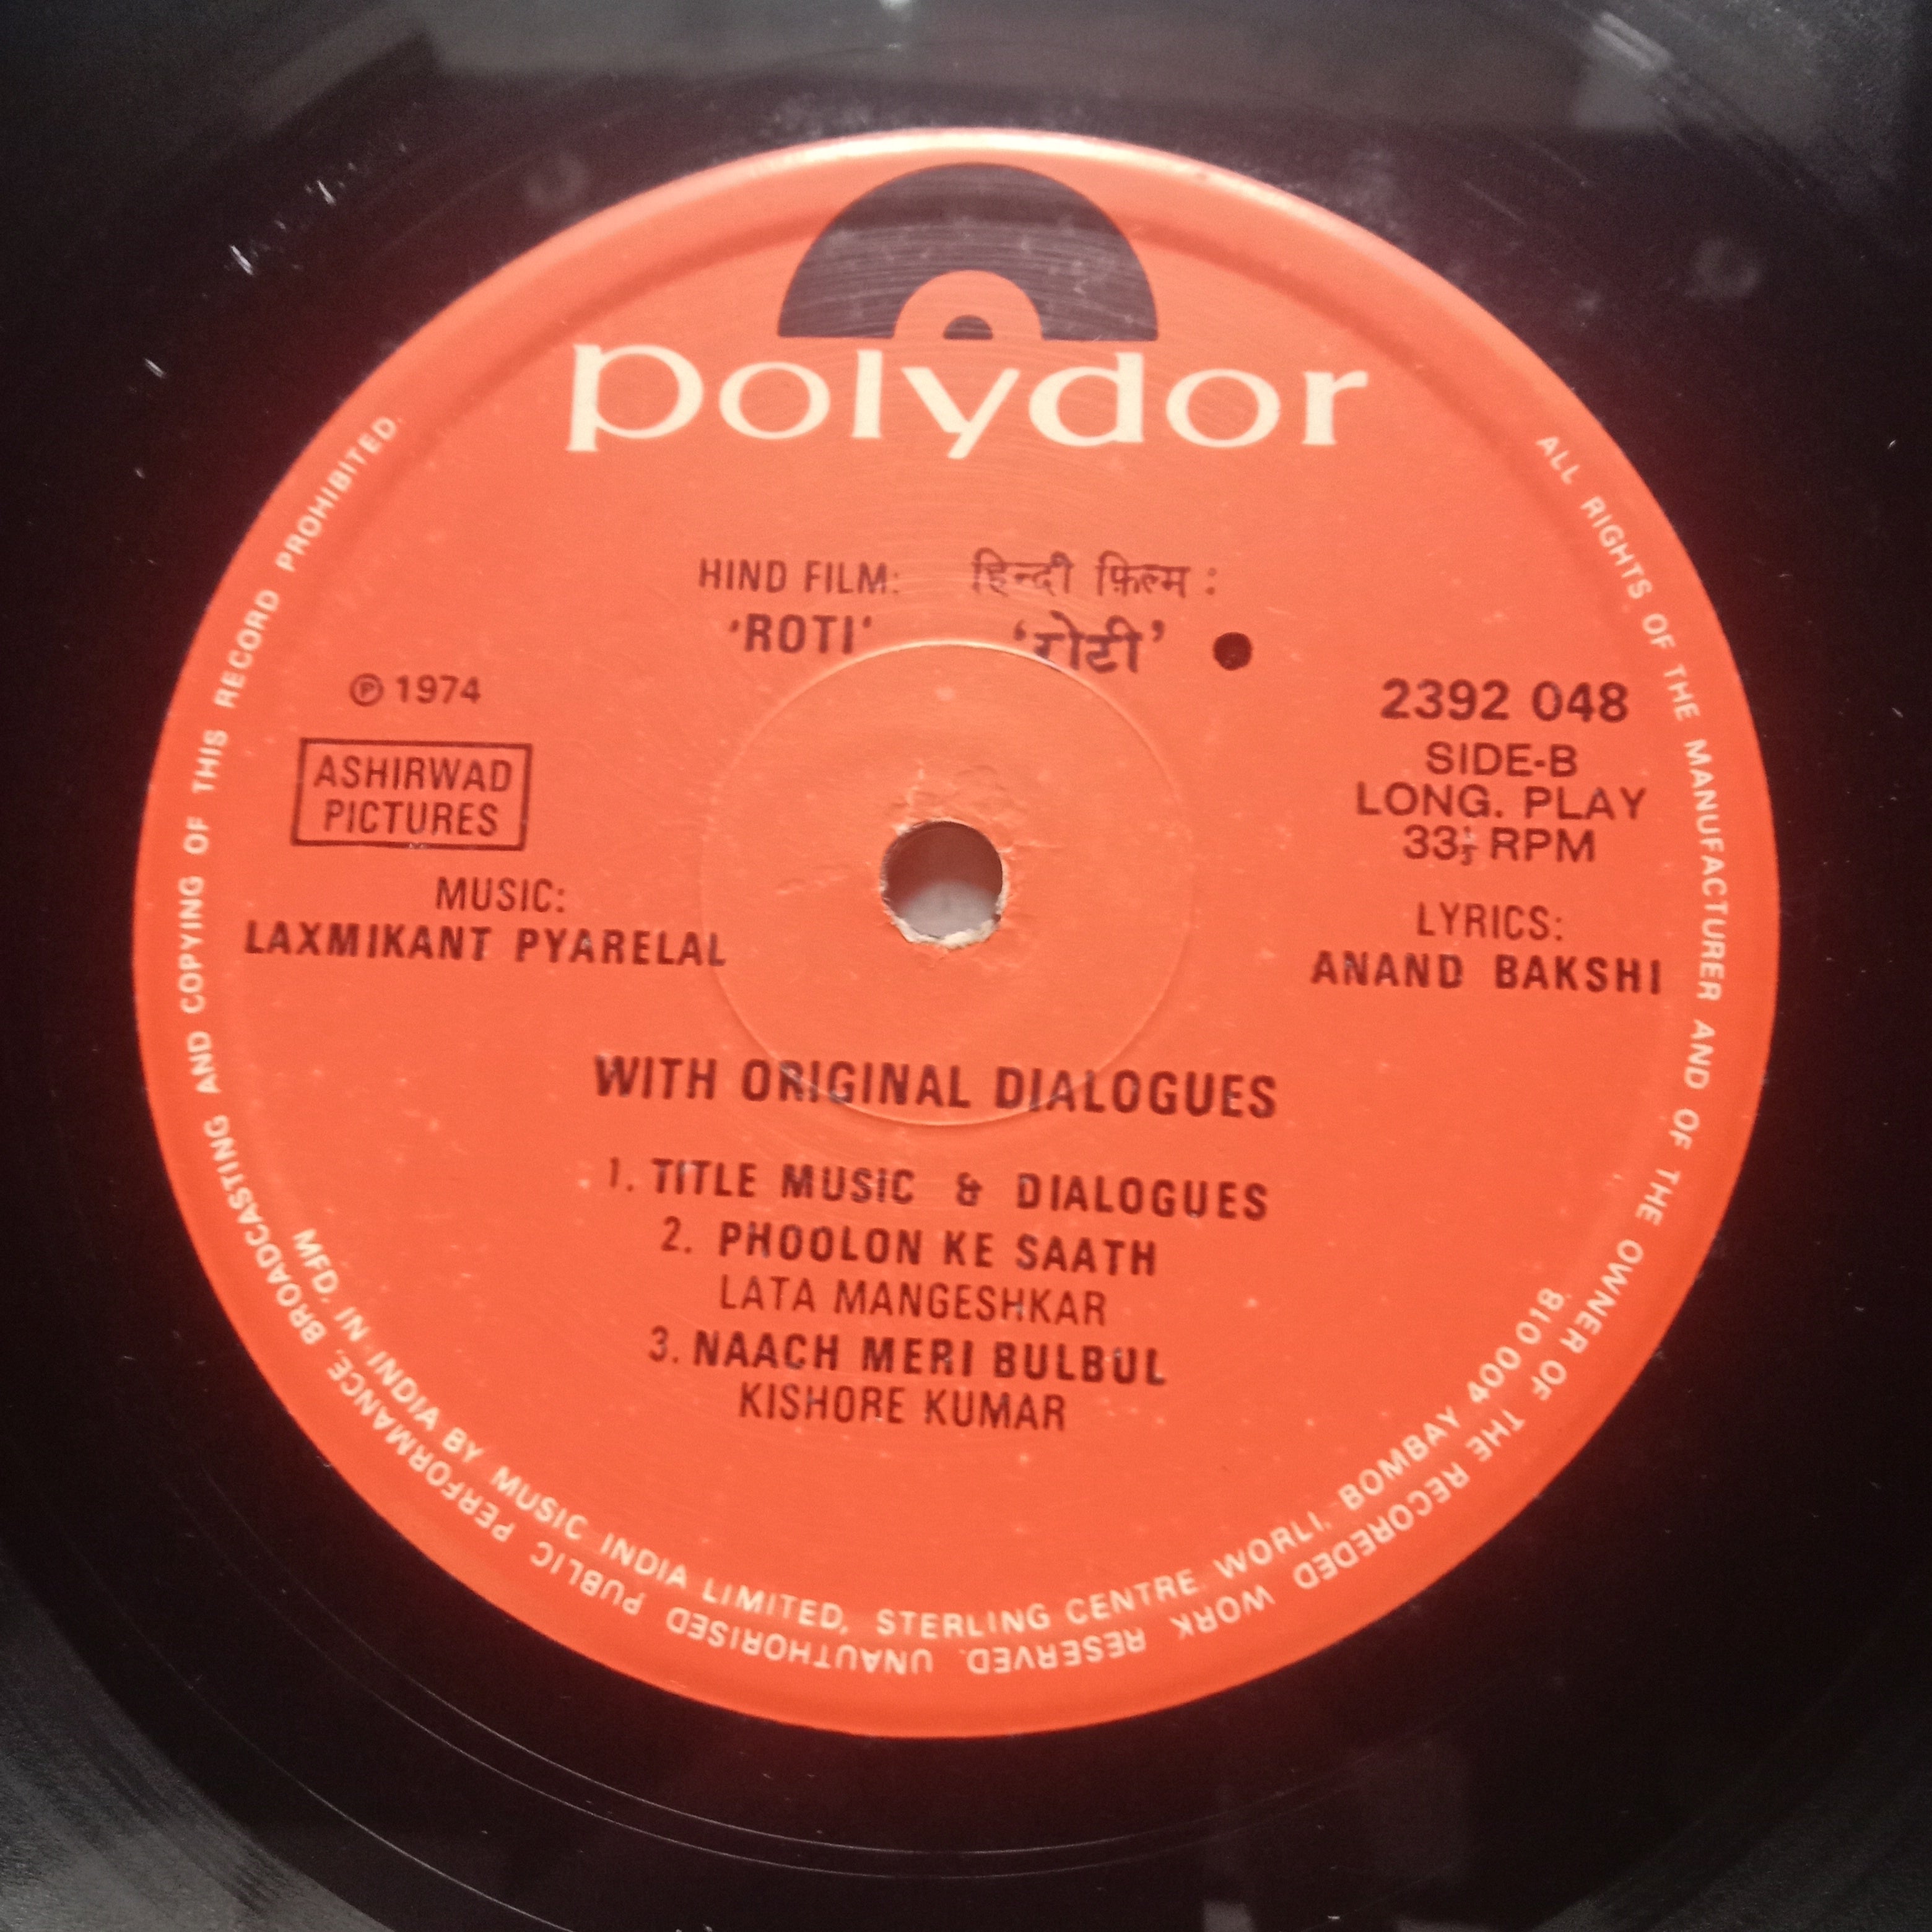 polydor
HIND FILM: हिन्दी फ़िल्म :
'ROTI' 'रोटी'
℗ 1974
ASHIRWAD
PICTURES
MUSIC:
LAXMIKANT PYARELAL
2392 048
SIDE-B
LONG. PLAY
33⅓ RPM
LYRICS:
ANAND BAKSHI
WITH ORIGINAL DIALOGUES
1. TITLE MUSIC & DIALOGUES
2. PHOOLON KE SAATH
LATA MANGESHKAR
3. NAACH MERI BULBUL
KISHORE KUMAR
MFD. IN INDIA BY MUSIC INDIA LIMITED, STERLING CENTRE WORLI, BOMBAY 400 018.
ALL RIGHTS OF THE MANUFACTURER AND OF THE OWNER OF THE RECOREDED WORK RESERVED. UNAUTHORISED PUBLIC PERFORMANCE, BROADCASTING AND COPYING OF THIS RECORD PROHIBITED.